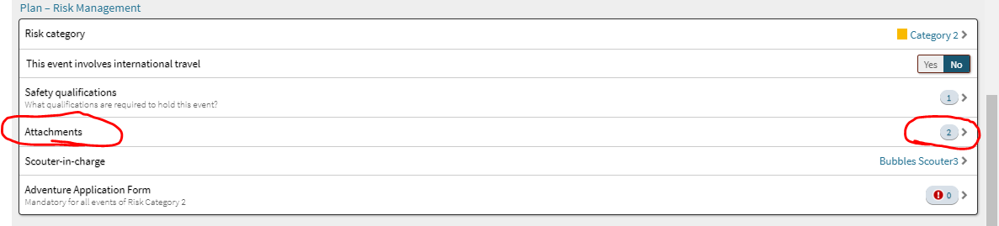 Plan – Risk Management
Risk category
Category 2
This event involves international travel
Yes No
Safety qualifications
What qualifications are required to hold this event?
1
Attachments
2
Scouter-in-charge
Bubbles Scouter3
Adventure Application Form
Mandatory for all events of Risk Category 2
0